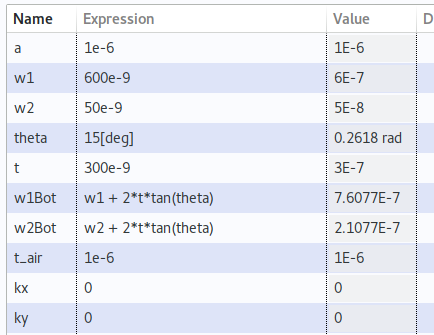 Name Expression Value D
a 1e-6 1E-6
w1 600e-9 6E-7
w2 50e-9 5E-8
theta 15[deg] 0.2618 rad
t 300e-9 3E-7
w1Bot w1 + 2*t*tan(theta) 7.6077E-7
w2Bot w2 + 2*t*tan(theta) 2.1077E-7
t_air 1e-6 1E-6
kx 0 0
ky 0 0